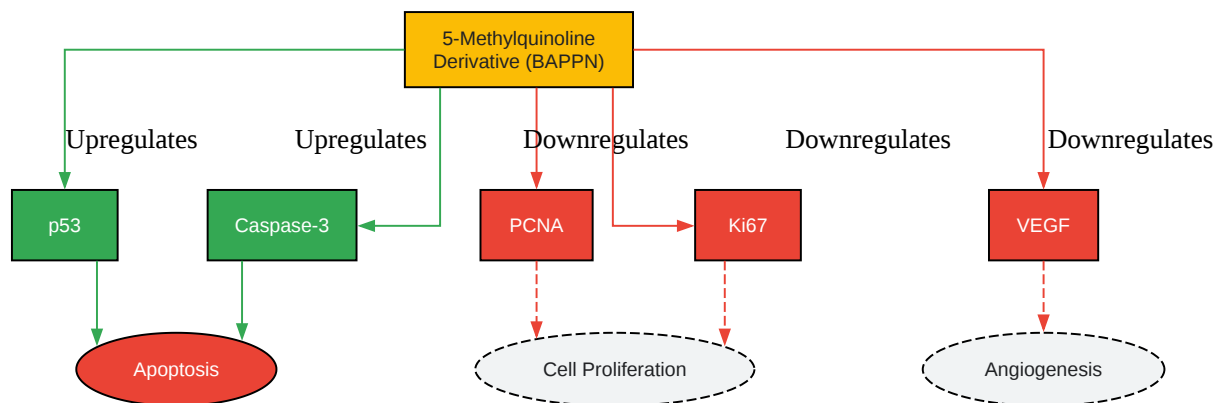 5-Methylquinoline
Derivative (BAPPN)
Upregulates
Upregulates
Downregulates
Downregulates
Downregulates
p53
Caspase-3
PCNA
Ki67
VEGF
Apoptosis
Cell Proliferation
Angiogenesis